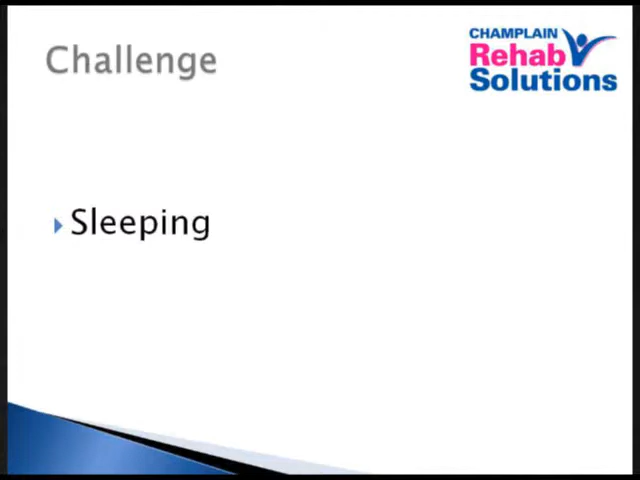 Challenge
CHAMPLAIN
Rehab
Solutions
Sleeping